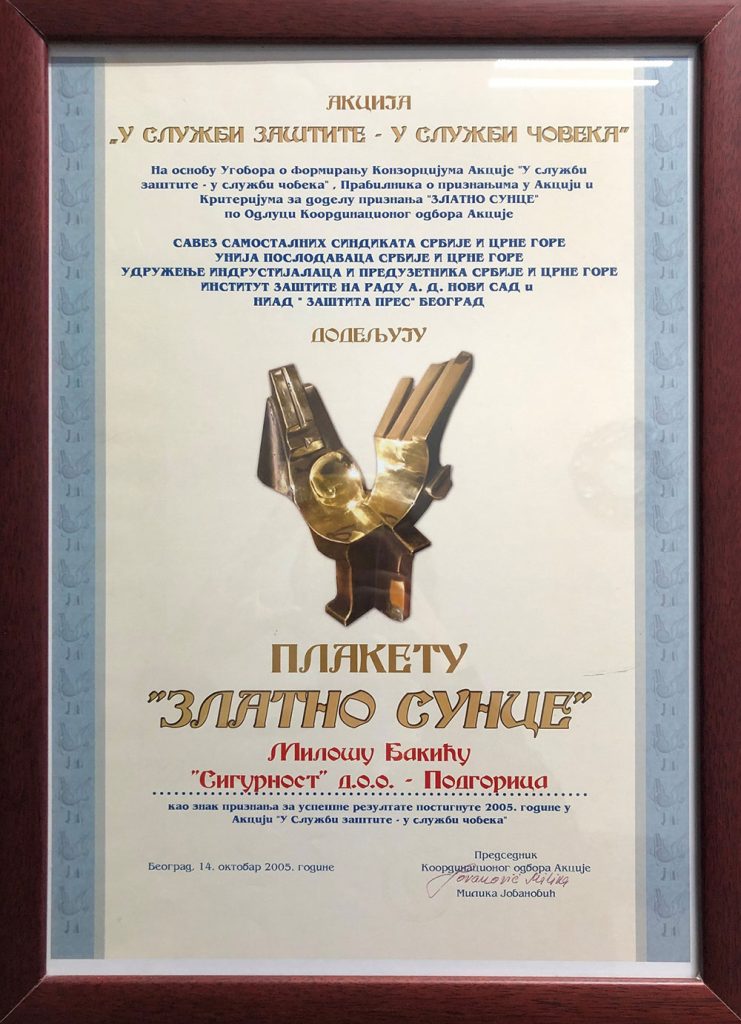 АКЦИЈА
„У СЛУЖБИ ЗАШТИТЕ - У СЛУЖБИ ЧОВЕКА”
На основу Уговора о формирању Конзорцијума Акције "У служби
заштите - у служби човека" , Правилника о признањима у Акцији и
Критеријума за доделу признања "ЗЛАТНО СУНЦЕ"
по Одлуци Координационог одбора Акције
САВЕЗ САМОСТАЛНИХ СИНДИКАТА СРБИЈЕ И ЦРНЕ ГОРЕ
УНИЈА ПОСЛОДАВАЦА СРБИЈЕ И ЦРНЕ ГОРЕ
УДРУЖЕЊЕ ИНДРУСТИЈАЛАЦА И ПРЕДУЗЕТНИКА СРБИЈЕ И ЦРНЕ ГОРЕ
ИНСТИТУТ ЗАШТИТЕ НА РАДУ А. Д. НОВИ САД и
НИАД " ЗАШТИТА ПРЕС" БЕОГРАД
ДОДЕЉУЈУ
ПЛАКЕТУ
"ЗЛАТНО СУНЦЕ"
Милошу Бакићу
"Сигурност" д.о.о. - Подгорица
као знак признања за успешне резултате постигнуте 2005. године у
Акцији "У Служби заштите - у служби човека"
Београд, 14. октобар 2005. године
Председник
Координационог одбора Акције
Jovanović Milika
Милика Јовановић